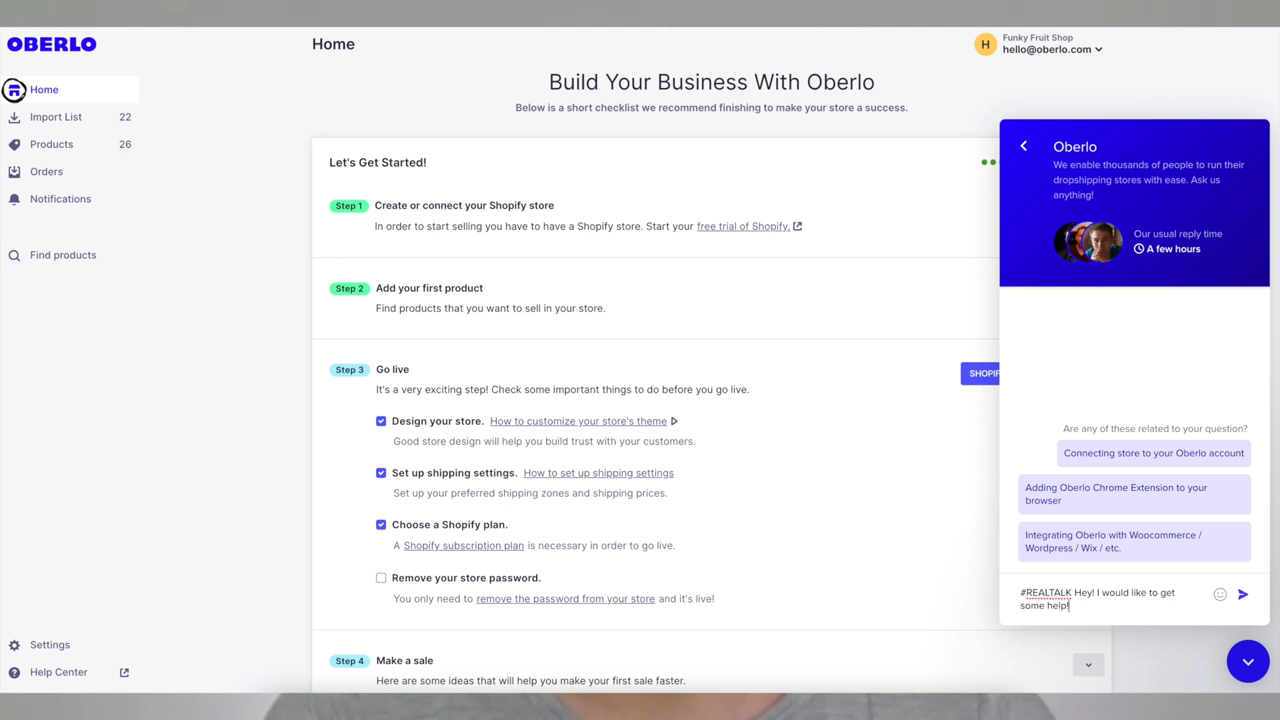 OBERLO
Home
Funky Fruit Shop
H
hello@oberlo.com
Home
Import List 22
Products 26
Orders
Notifications
Find products
Settings
Help Center
Build Your Business With Oberlo
Below is a short checklist we recommend finishing to make your store a success.
Let's Get Started!
Step 1 Create or connect your Shopify store
In order to start selling you have to have a Shopify store. Start your free trial of Shopify.
Step 2 Add your first product
Find products that you want to sell in your store.
Step 3 Go live
It's a very exciting step! Check some important things to do before you go live.
SHOPIF
Design your store. How to customize your store's theme
Good store design will help you build trust with your customers.
Set up shipping settings. How to set up shipping settings
Set up your preferred shipping zones and shipping prices.
Choose a Shopify plan.
A Shopify subscription plan is necessary in order to go live.
Remove your store password.
You only need to remove the password from your store and it's live!
Step 4 Make a sale
Here are some ideas that will help you make your first sale faster.
Oberlo
We enable thousands of people to run their
dropshipping stores with ease. Ask us
anything!
Our usual reply time
A few hours
Are any of these related to your question?
Connecting store to your Oberlo account
Adding Oberlo Chrome Extension to your
browser
Integrating Oberlo with Woocommerce /
Wordpress / Wix / etc.
#REALTALK Hey! I would like to get
some help!